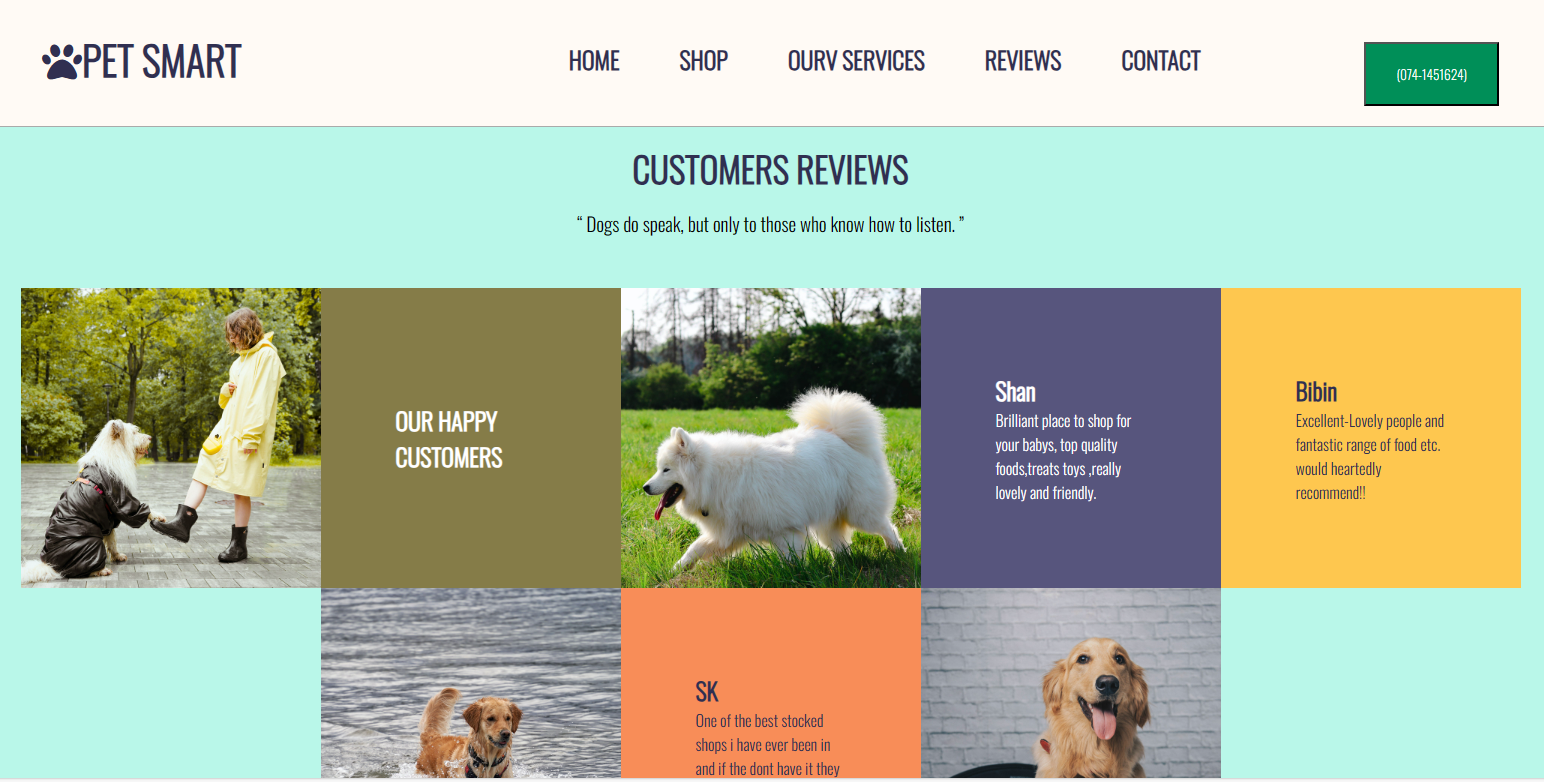 PET SMART
HOME SHOP OURV SERVICES REVIEWS CONTACT
(074-1451624)
CUSTOMERS REVIEWS
“ Dogs do speak, but only to those who know how to listen. ”
OUR HAPPY
CUSTOMERS
Shan
Brilliant place to shop for
your babys, top quality
foods,treats toys ,really
lovely and friendly.
Bibin
Excellent-Lovely people and
fantastic range of food etc.
would heartedly
recommend!!
SK
One of the best stocked
shops i have ever been in
and if the dont have it they